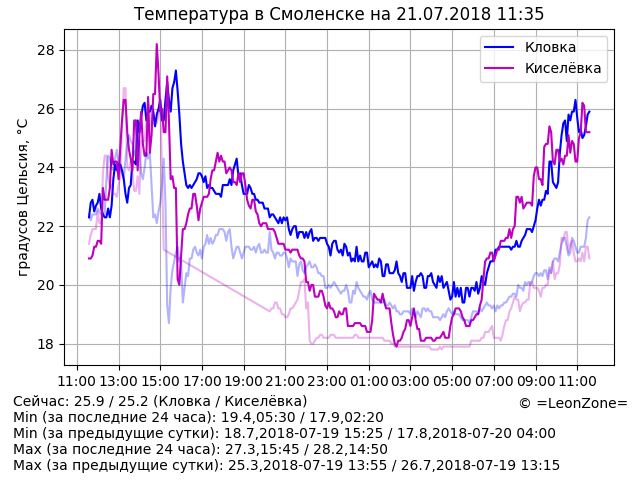 Температура в Смоленске на 21.07.2018 11:35
Кловка
Киселёвка
градусов Цельсия, °C
28
26
24
22
20
18
11:00 13:00 15:00 17:00 19:00 21:00 23:00 01:00 03:00 05:00 07:00 09:00 11:00
Сейчас: 25.9 / 25.2 (Кловка / Киселёвка)
© =LeonZone=
Min (за последние 24 часа): 19.4,05:30 / 17.9,02:20
Min (за предыдущие сутки): 18.7,2018-07-19 15:25 / 17.8,2018-07-20 04:00
Max (за последние 24 часа): 27.3,15:45 / 28.2,14:50
Max (за предыдущие сутки): 25.3,2018-07-19 13:55 / 26.7,2018-07-19 13:15